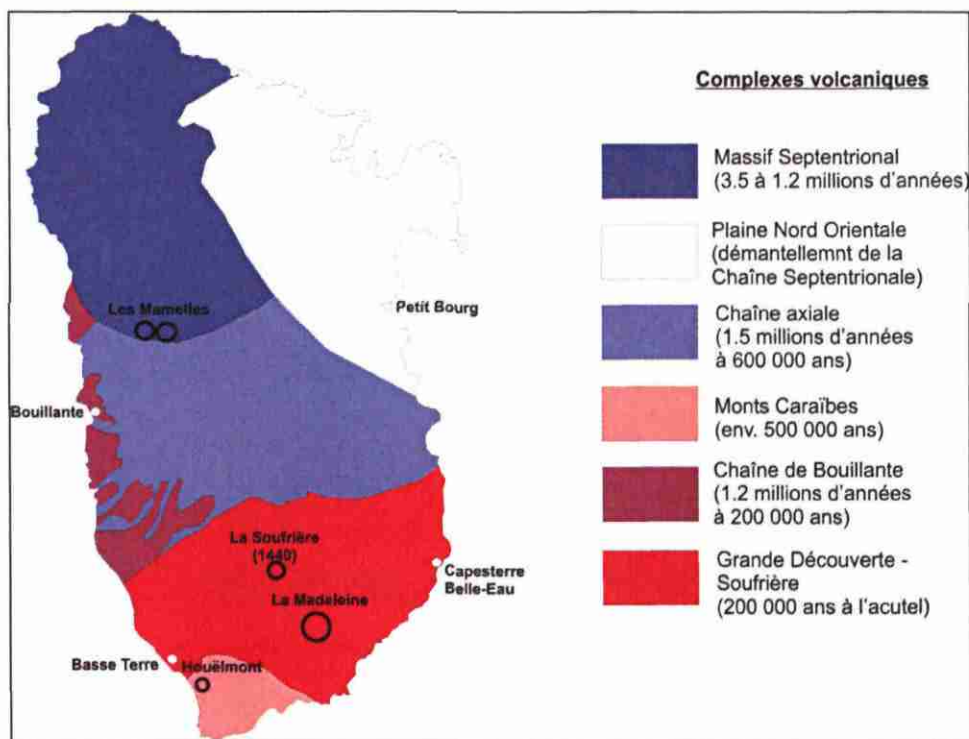 Complexes volcaniques
Massif Septentrional
(3.5 à 1.2 millions d'années)
Plaine Nord Orientale
(démantellemnt de la
Chaîne Septentrionale)
Chaîne axiale
(1.5 millions d'années
à 600 000 ans)
Monts Caraïbes
(env. 500 000 ans)
Chaîne de Bouillante
(1.2 millions d'années
à 200 000 ans)
Grande Découverte -
Soufrière
(200 000 ans à l'acutel)
Les Mamelles
Petit Bourg
Bouillante
La Soufrière
(1440)
Capesterre
Belle-Eau
La Madeleine
Basse Terre
Houëlmont